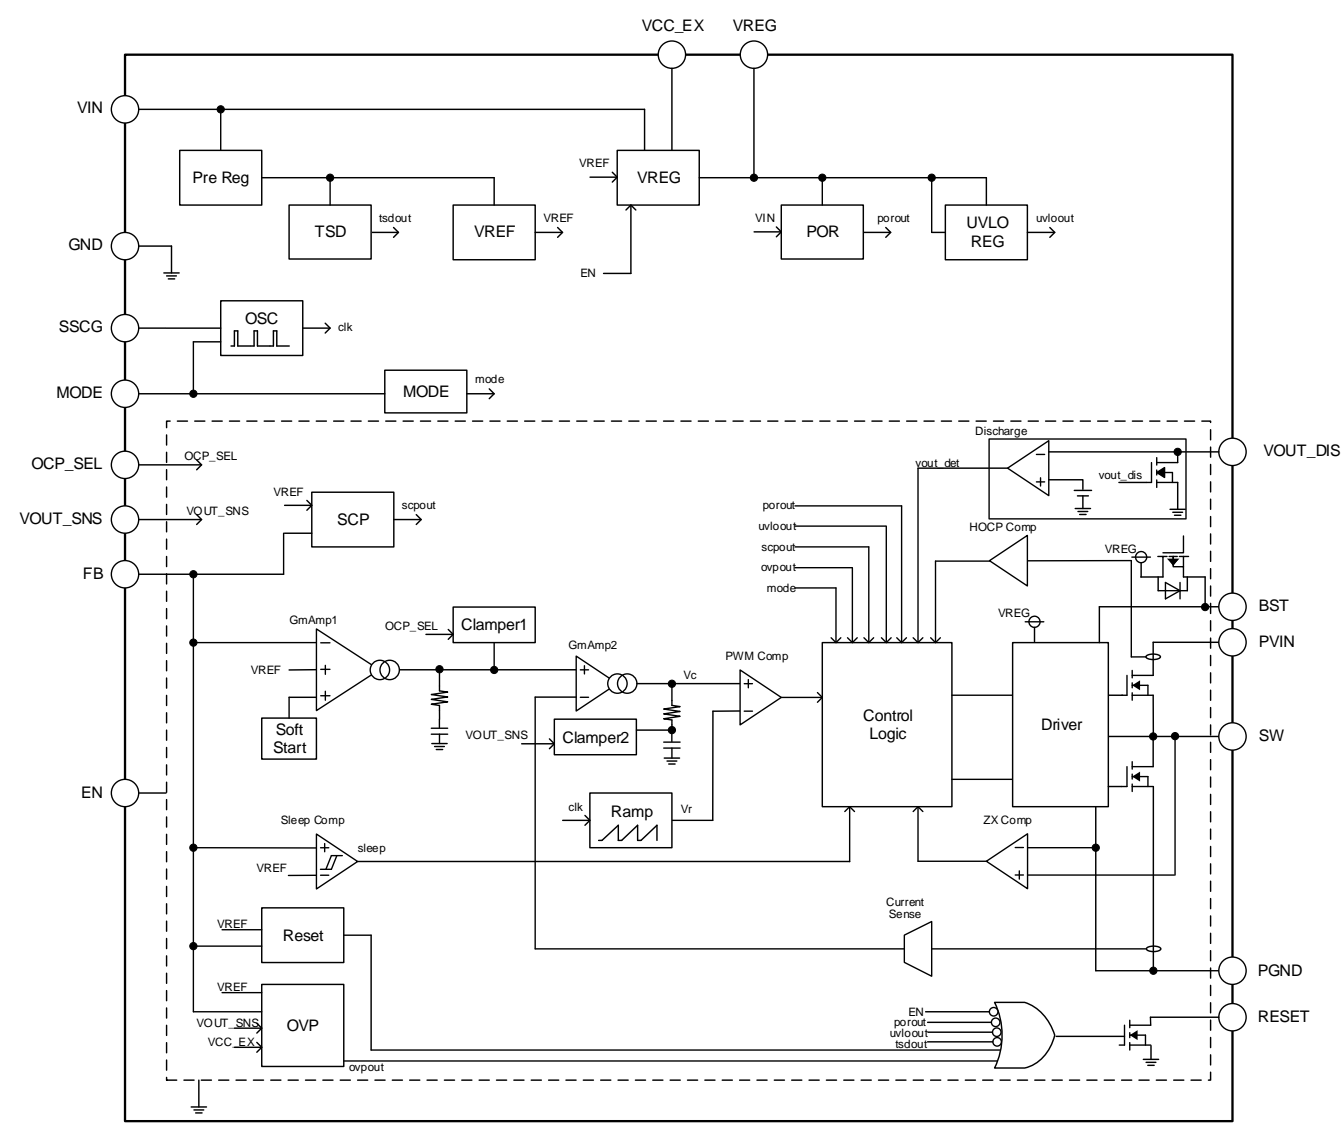 VCC_EX
VREG
VIN
Pre Reg
VREF
VREG
TSD
tsdout
VREF
VREF
VIN
POR
porout
UVLO
REG
uvloout
GND
EN
SSCG
OSC
clk
MODE
MODE
mode
OCP_SEL
OCP_SEL
Discharge
VOUT_DIS
vout_det
vout_dis
VOUT_SNS
VOUT_SNS
VREF
SCP
scpout
porout
uvloout
scpout
ovpout
mode
HOCP Comp
VREG
FB
BST
GmAmp1
OCP_SEL
Clamper1
GmAmp2
VREG
PVIN
VREF
Vc
PWM Comp
Soft
Start
VOUT_SNS
Clamper2
Control
Logic
Driver
SW
EN
clk
Ramp
Vr
Sleep Comp
sleep
VREF
ZX Comp
Current
Sense
VREF
Reset
PGND
VREF
VOUT_SNS
VCC_EX
OVP
ovpout
EN
porout
uvloout
tsdout
RESET